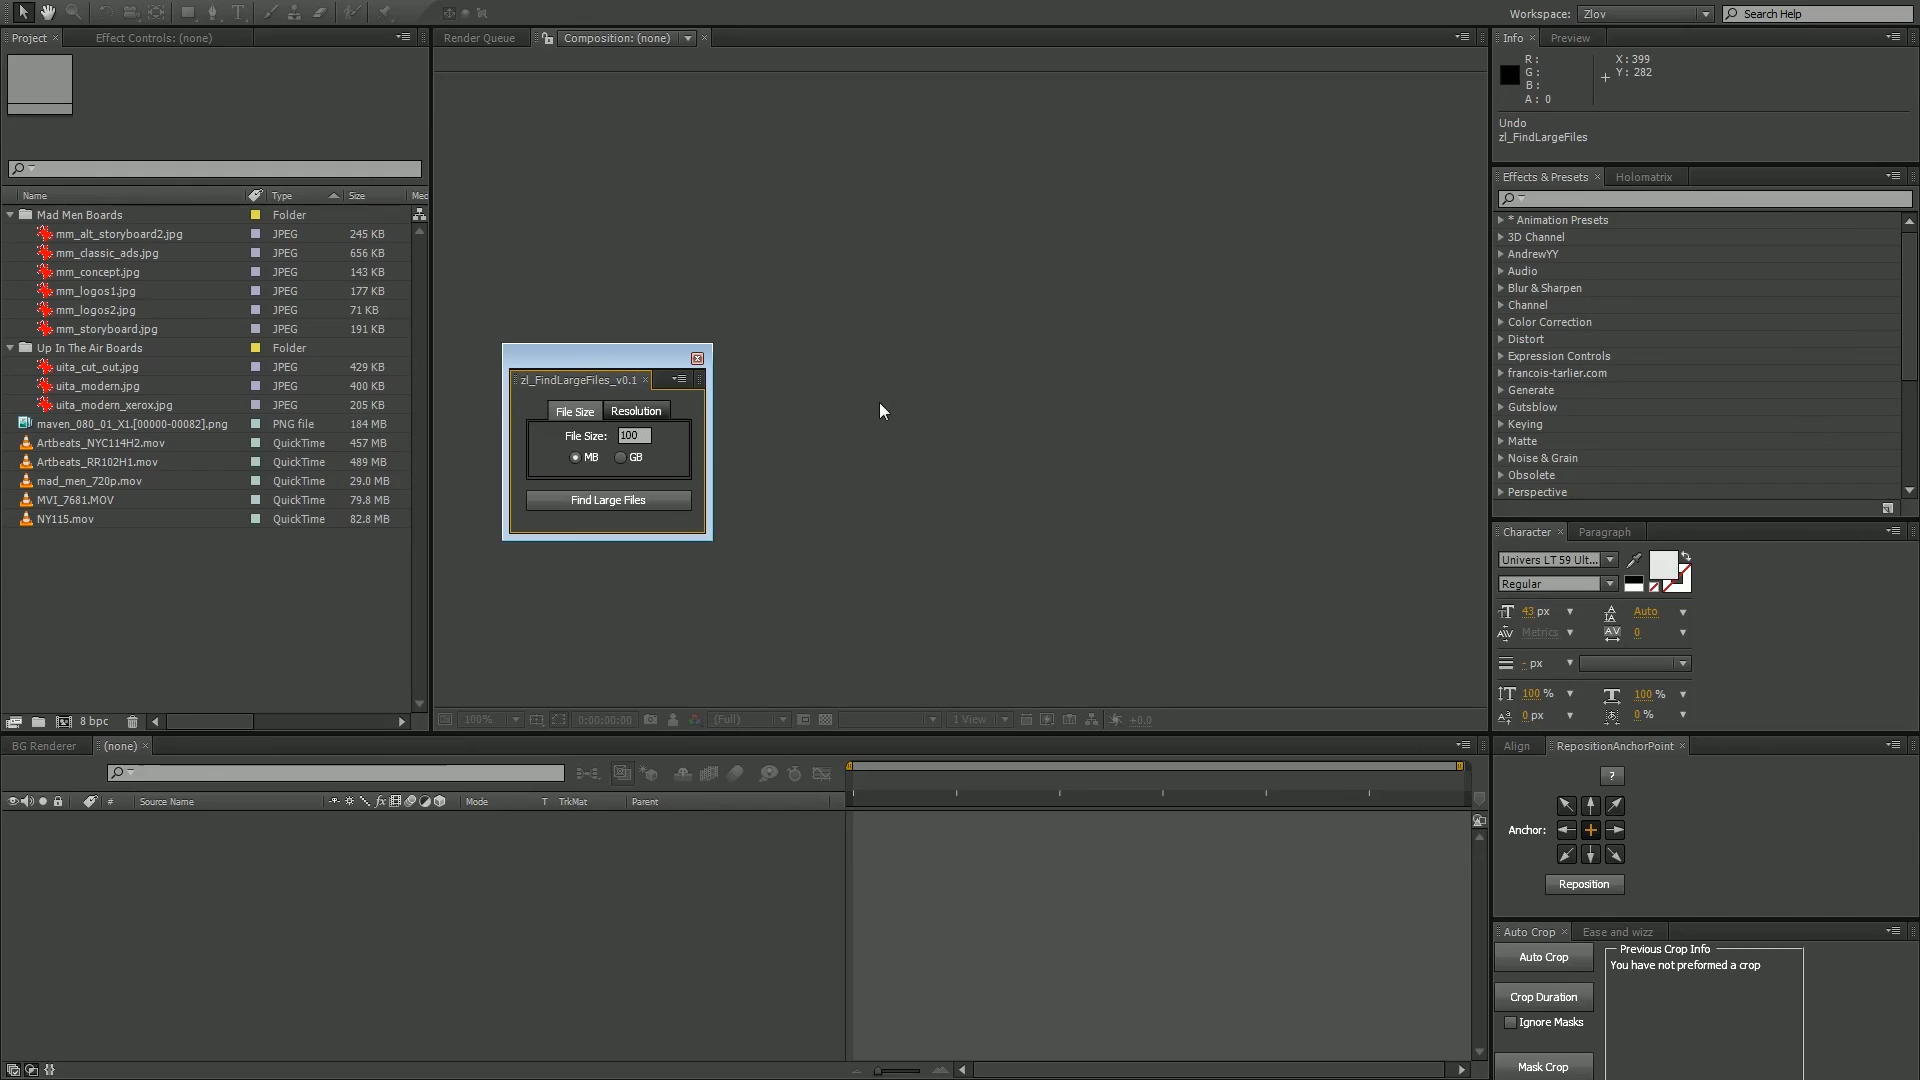 Workspace: Zlov Search Help
Project Effect Controls: (none)
Render Queue Composition: (none)
Info Preview
R: X: 399
G: Y: 282
B:
A: 0
Undo
zl_FindLargeFiles
Name Type Size Med
Mad Men Boards Folder
mm_alt_storyboard2.jpg JPEG 245 KB
mm_classic_ads.jpg JPEG 656 KB
mm_concept.jpg JPEG 143 KB
mm_logos1.jpg JPEG 177 KB
mm_logos2.jpg JPEG 71 KB
mm_storyboard.jpg JPEG 191 KB
Up In The Air Boards Folder
uita_cut_out.jpg JPEG 429 KB
uita_modern.jpg JPEG 400 KB
uita_modern_xerox.jpg JPEG 205 KB
maven_080_01_X1.[00000-00082].png PNG file 184 MB
Artbeats_NYC114H2.mov QuickTime 457 MB
Artbeats_RR102H1.mov QuickTime 489 MB
mad_men_720p.mov QuickTime 29.0 MB
MVI_7681.MOV QuickTime 79.8 MB
NY115.mov QuickTime 82.8 MB
8 bpc
zl_FindLargeFiles_v0.1
File Size Resolution
File Size: 100
MB GB
Find Large Files
100% 0:00:00:00 (Full) 1 View +0.0
Effects & Presets Holomatrix
* Animation Presets
3D Channel
AndrewYY
Audio
Blur & Sharpen
Channel
Color Correction
Distort
Expression Controls
francois-tarlier.com
Generate
Gutsblow
Keying
Matte
Noise & Grain
Obsolete
Perspective
Character Paragraph
Univers LT 59 Ult...
Regular
43 px Auto
Metrics 0
- px
100 % 100 %
0 px 0 %
BG Renderer (none)
# Source Name fx Mode T TrkMat Parent
Align RepositionAnchorPoint
?
Anchor:
Reposition
Auto Crop Ease and wizz
Auto Crop
Crop Duration
Ignore Masks
Mask Crop
Previous Crop Info
You have not preformed a crop